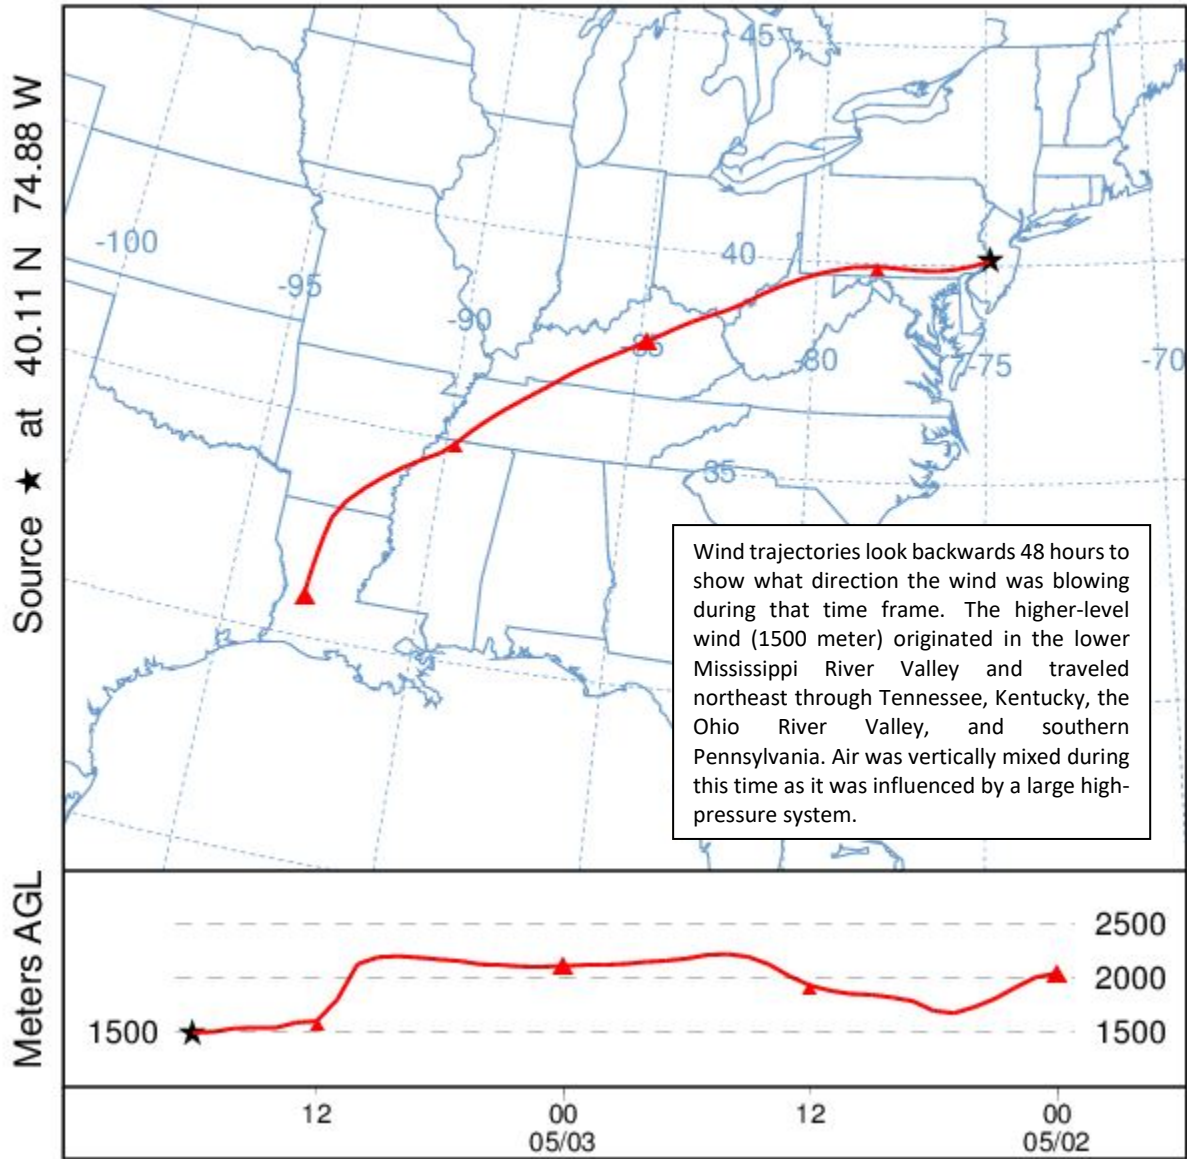 Source ★ at 40.11 N 74.88 W
45
-100
40
-95
-90
-85
-80
-75
-70
35
Wind trajectories look backwards 48 hours to
show what direction the wind was blowing
during that time frame. The higher-level
wind (1500 meter) originated in the lower
Mississippi River Valley and traveled
northeast through Tennessee, Kentucky, the
Ohio River Valley, and southern
Pennsylvania. Air was vertically mixed during
this time as it was influenced by a large high-
pressure system.
Meters AGL
2500
2000
1500 1500
12 00 12 00
05/03 05/02